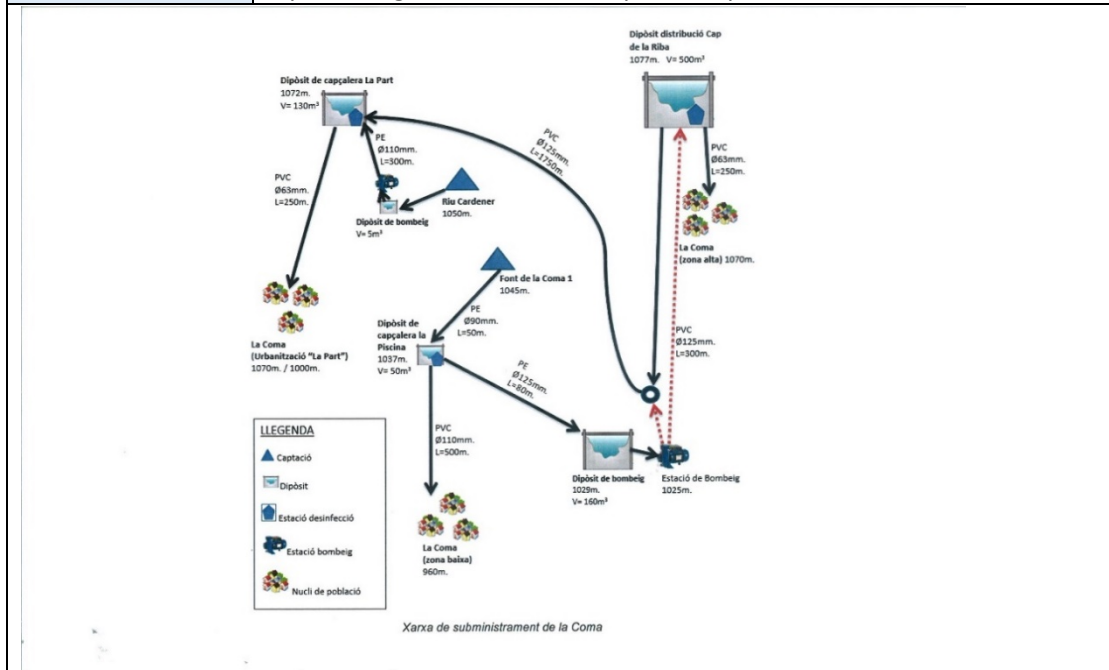 Dipòsit distribució Cap
de la Riba
1077m. V= 500m³
Dipòsit de capçalera La Part
1072m.
V= 130m³
PE
Ø110mm.
L=300m.
PVC
Ø125mm.
L=1750m.
PVC
Ø63mm.
L=250m.
PVC
Ø63mm.
L=250m.
Riu Cardener
1050m.
Dipòsit de bombeig
V= 5m³
La Coma
(zona alta) 1070m.
Font de la Coma 1
1045m.
PE
Ø90mm.
L=50m.
Dipòsit de
capçalera la
Piscina
1037m.
V= 50m³
PVC
Ø125mm.
L=300m.
La Coma
(Urbanització "La Part")
1070m. / 1000m.
PE
Ø125mm.
L=80m.
PVC
Ø110mm.
L=500m.
Dipòsit de bombeig
1029m.
V= 160m³
Estació de Bombeig
1025m.
La Coma
(zona baixa)
960m.
LLEGENDA
Captació
Dipòsit
Estació desinfecció
Estació bombeig
Nucli de població
Xarxa de subministrament de la Coma